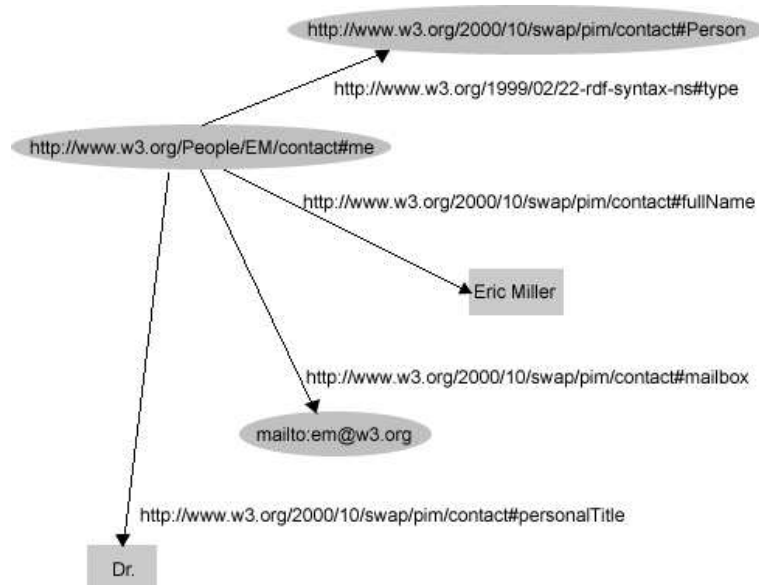 http://www.w3.org/2000/10/swap/pim/contact#Person
http://www.w3.org/1999/02/22-rdf-syntax-ns#type
http://www.w3.org/People/EM/contact#me
http://www.w3.org/2000/10/swap/pim/contact#fullName
Eric Miller
http://www.w3.org/2000/10/swap/pim/contact#mailbox
mailto:em@w3.org
http://www.w3.org/2000/10/swap/pim/contact#personalTitle
Dr.